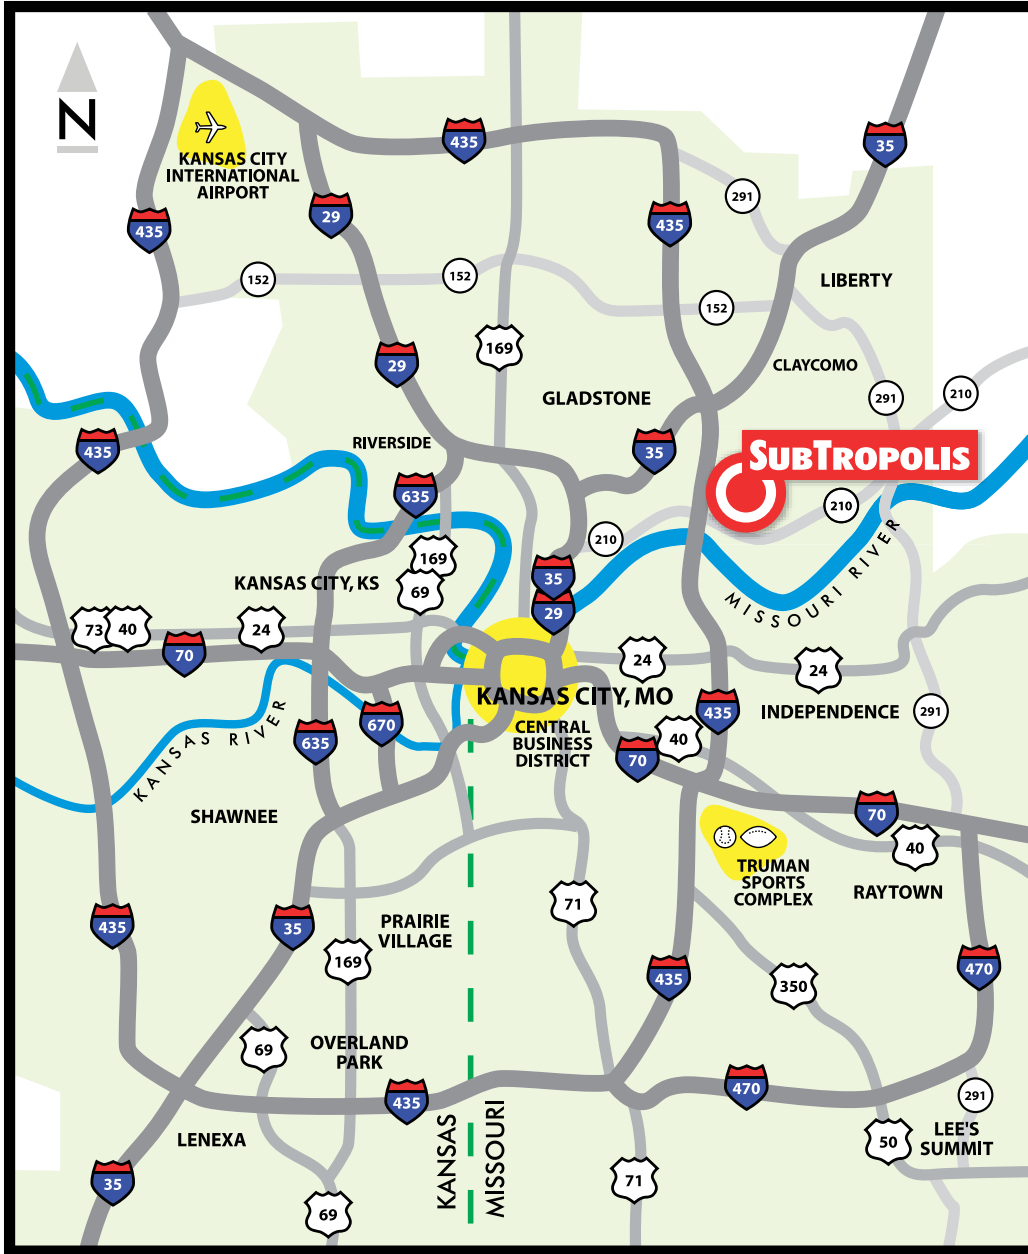 N
KANSAS CITY
INTERNATIONAL
AIRPORT
435
35
291
29
435
435
152
152
LIBERTY
152
169
29
CLAYCOMO
GLADSTONE
291
210
RIVERSIDE
435
35
SUBTROPOLIS
635
210
210
169
35
KANSAS CITY, KS
69
MISSOURI RIVER
29
73
40
24
70
24
24
KANSAS CITY, MO
435
INDEPENDENCE
291
KANSAS RIVER
670
635
CENTRAL
BUSINESS
DISTRICT
40
70
SHAWNEE
70
40
TRUMAN
SPORTS
COMPLEX
RAYTOWN
71
435
35
PRAIRIE
VILLAGE
169
435
470
350
69
OVERLAND
PARK
435
470
291
KANSAS
MISSOURI
LENEXA
50
LEE'S
SUMMIT
35
71
69